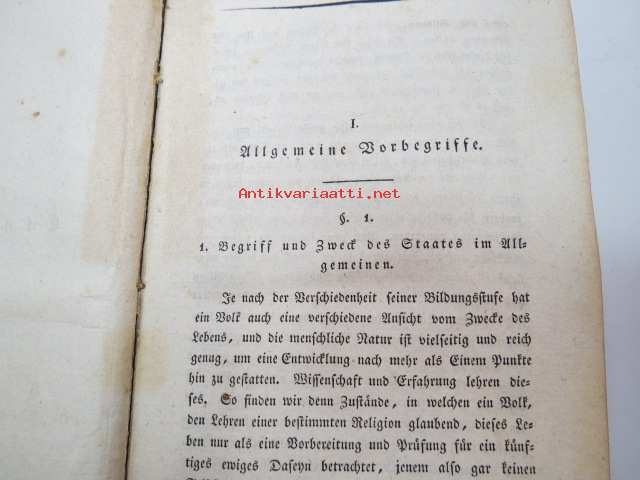 I.
Allgemeine Vorbegriffe.
Antikvariaatti.net
§. 1.
1. Begriff und Zweck des Staates im All-
gemeinen.
Je nach der Verschiedenheit seiner Bildungsstufe hat
ein Volk auch eine verschiedene Ansicht vom Zwecke des
Lebens, und die menschliche Natur ist vielseitig und reich
genug, um eine Entwicklung nach mehr als Einem Punkte
hin zu gestatten. Wissenschaft und Erfahrung lehren die-
ses. So finden wir denn Zustände, in welchen ein Volk,
den Lehren einer bestimmten Religion glaubend, dieses Le-
ben nur als eine Vorbereitung und Prüfung für ein künf-
tiges ewiges Daseyn betrachtet, jenem also gar keinen